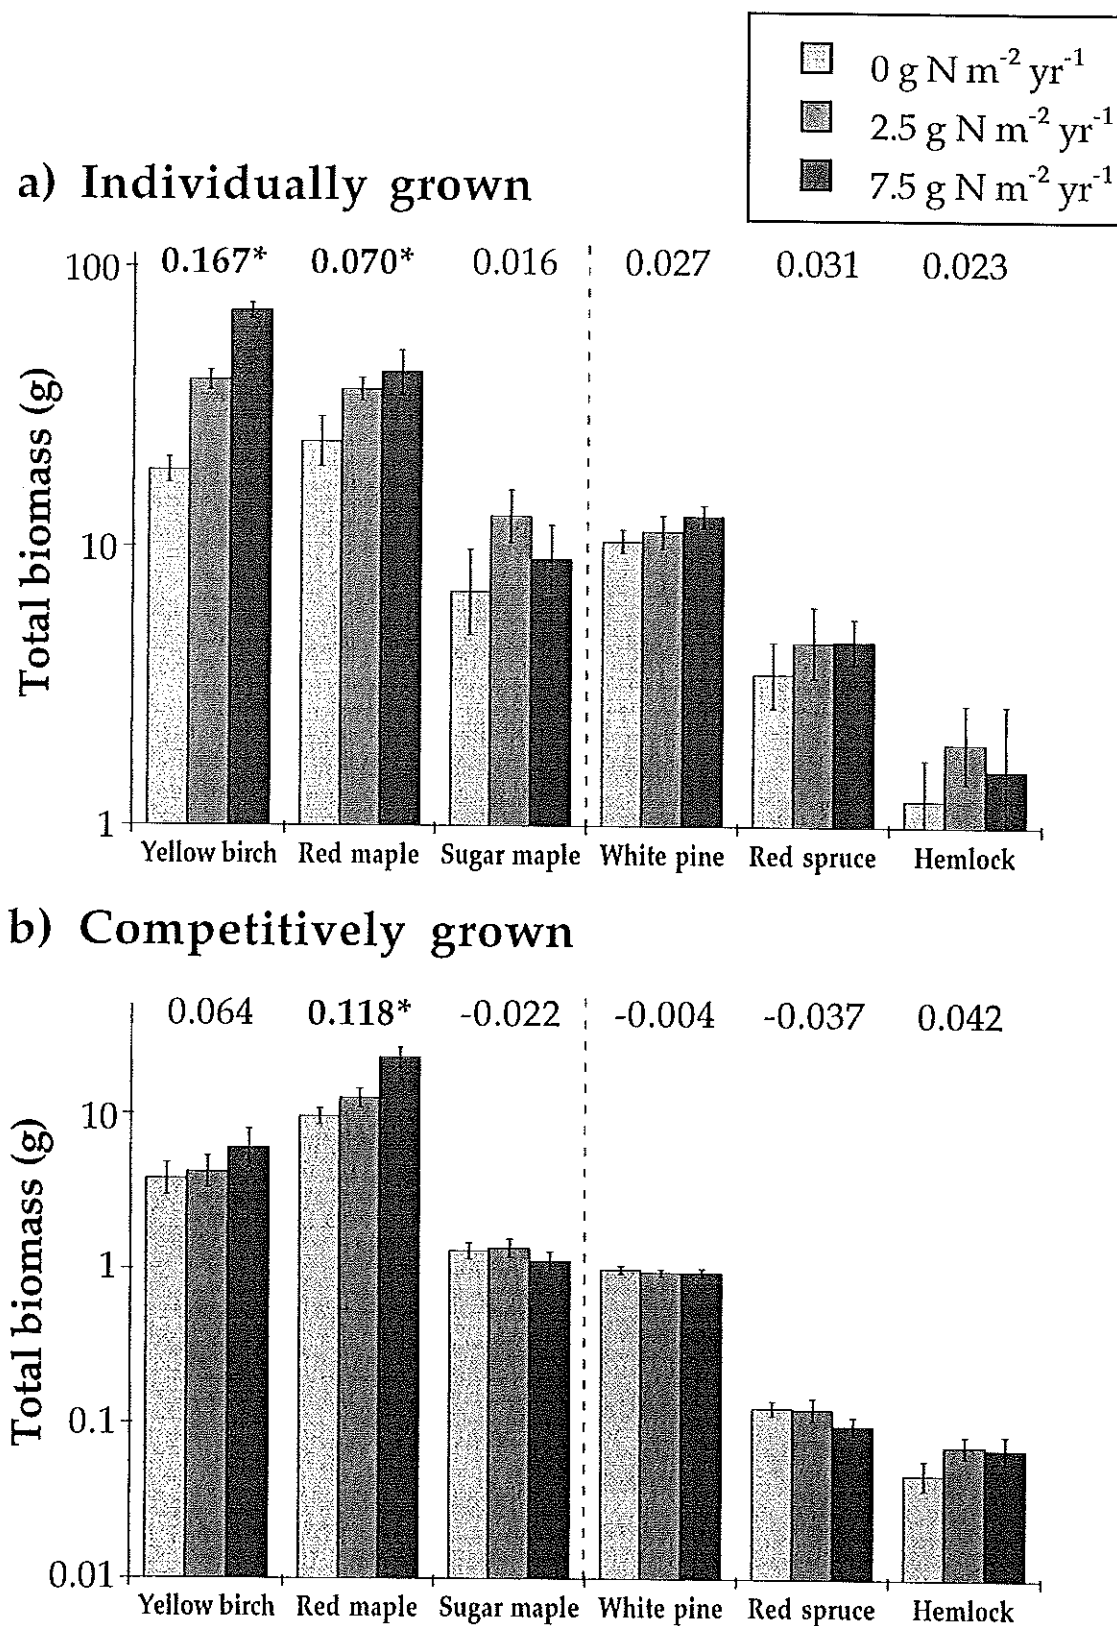 0 g N m⁻² yr⁻¹
2.5 g N m⁻² yr⁻¹
7.5 g N m⁻² yr⁻¹
a) Individually grown
0.167* 0.070* 0.016 0.027 0.031 0.023
100
10
1
Total biomass (g)
Yellow birch Red maple Sugar maple White pine Red spruce Hemlock
b) Competitively grown
0.064 0.118* -0.022 -0.004 -0.037 0.042
10
1
0.1
0.01
Total biomass (g)
Yellow birch Red maple Sugar maple White pine Red spruce Hemlock